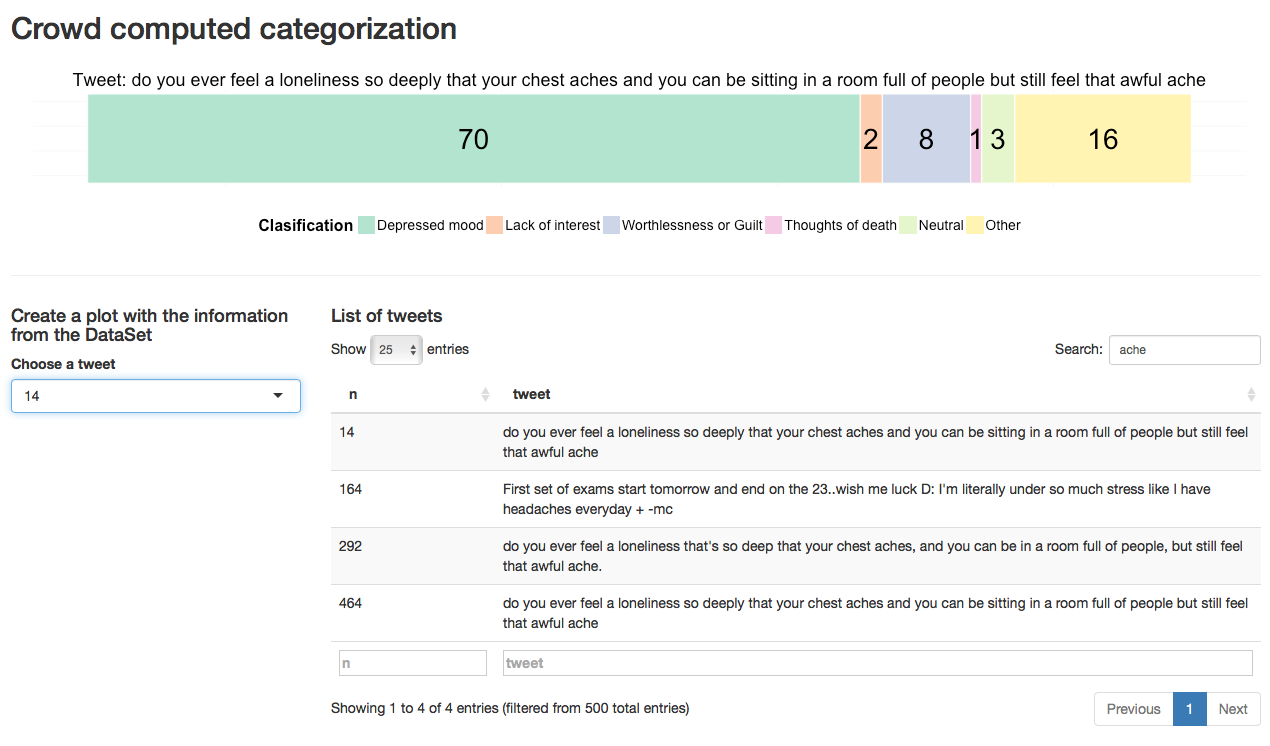 Crowd computed categorization
Tweet: do you ever feel a loneliness so deeply that your chest aches and you can be sitting in a room full of people but still feel that awful ache
70 2 8 1 3 16
Clasification Depressed mood Lack of interest Worthlessness or Guilt Thoughts of death Neutral Other
Create a plot with the information
from the DataSet
Choose a tweet
14
List of tweets
Show 25 entries
Search: ache
n tweet
14 do you ever feel a loneliness so deeply that your chest aches and you can be sitting in a room full of people but still feel
that awful ache
164 First set of exams start tomorrow and end on the 23..wish me luck D: I'm literally under so much stress like I have
headaches everyday + -mc
292 do you ever feel a loneliness that's so deep that your chest aches, and you can be in a room full of people, but still feel
that awful ache.
464 do you ever feel a loneliness so deeply that your chest aches and you can be sitting in a room full of people but still feel
that awful ache
n tweet
Showing 1 to 4 of 4 entries (filtered from 500 total entries)
Previous 1 Next